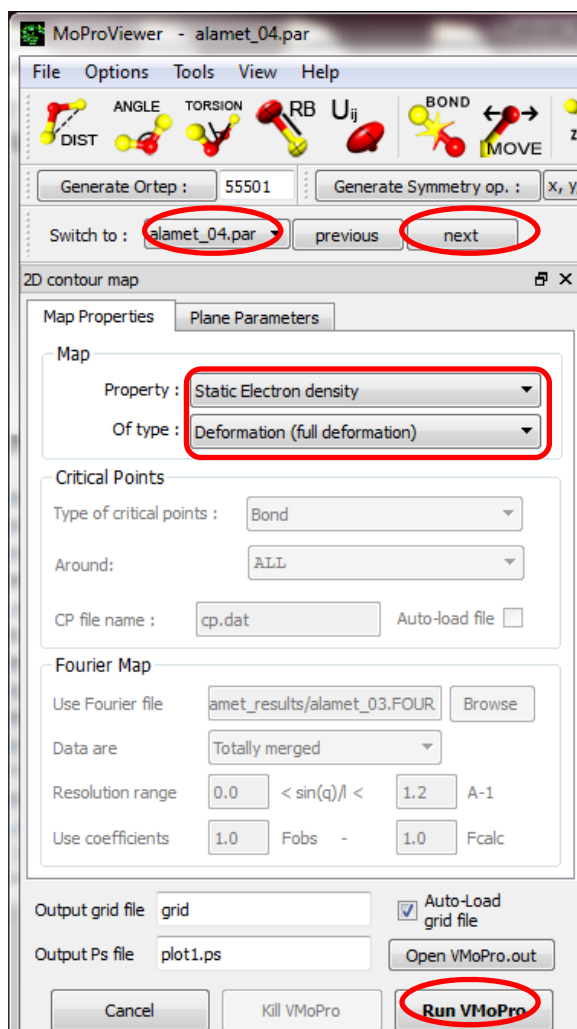 MoProViewer - alamet_04.par
File Options Tools View Help
DIST ANGLE TORSION RB Uij BOND MOVE z
Generate Ortep : 55501 Generate Symmetry op. : x, y
Switch to : alamet_04.par previous next
2D contour map
Map Properties Plane Parameters
Map
Property : Static Electron density
Of type : Deformation (full deformation)
Critical Points
Type of critical points : Bond
Around: ALL
CP file name : cp.dat Auto-load file
Fourier Map
Use Fourier file amet_results/alamet_03.FOUR Browse
Data are Totally merged
Resolution range 0.0 < sin(q)/l < 1.2 A-1
Use coefficients 1.0 Fobs - 1.0 Fcalc
Output grid file grid Auto-Load grid file
Output Ps file plot1.ps Open VMoPro.out
Cancel Kill VMoPro Run VMoPro